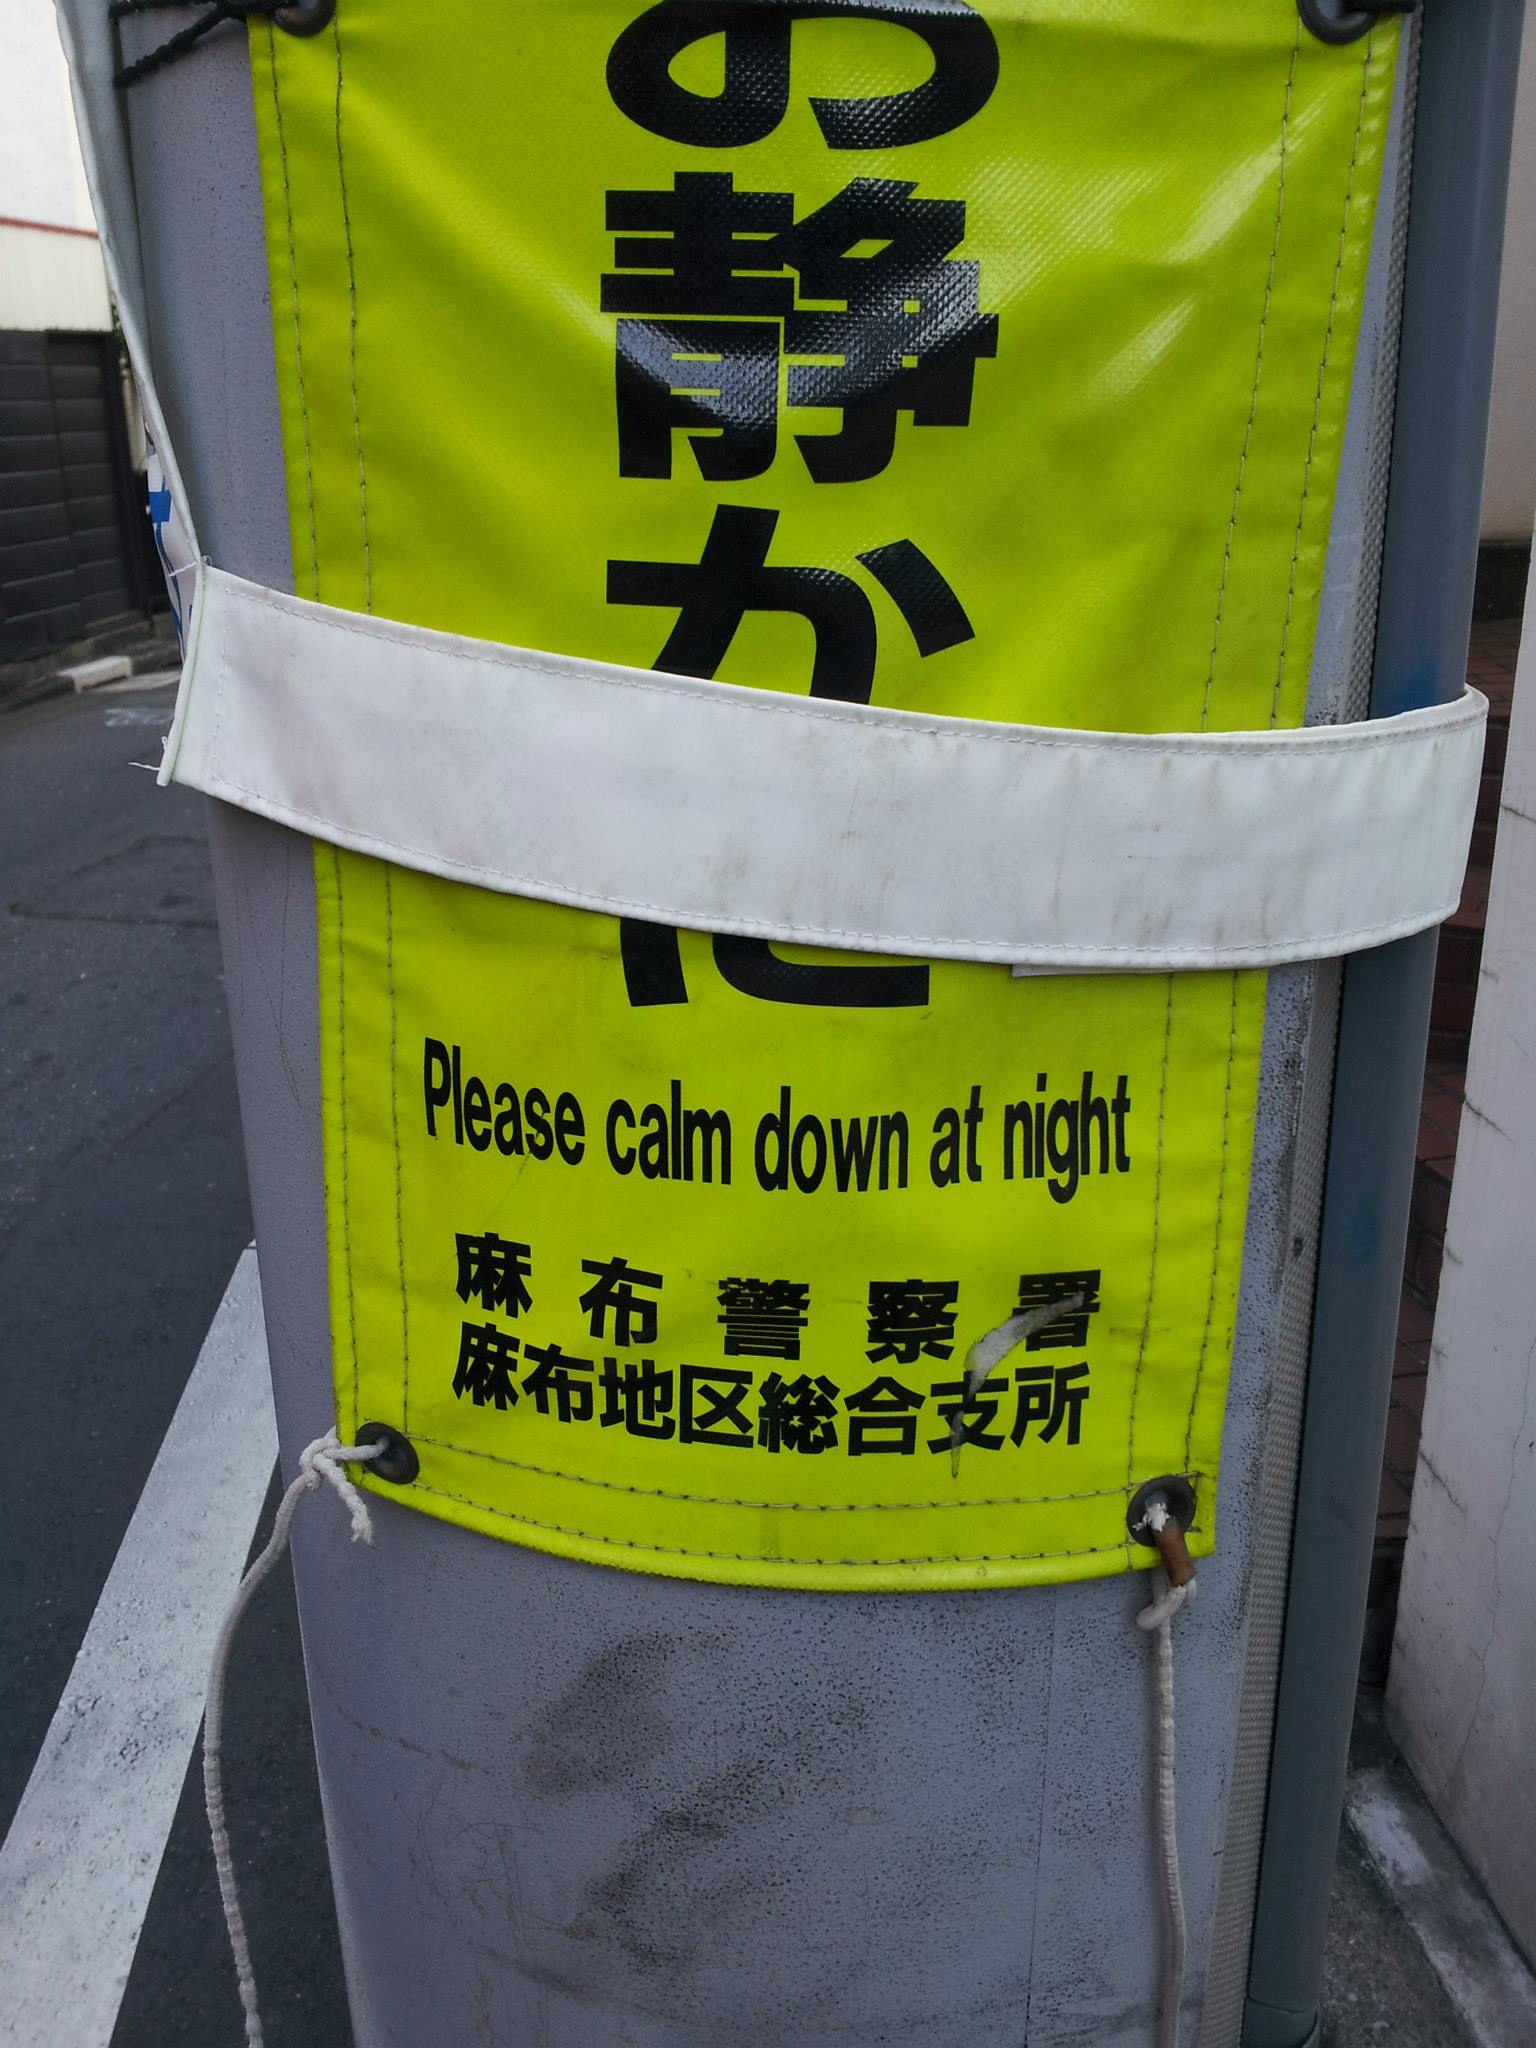 の静かに
Please calm down at night
麻布警察署
麻布地区総合支所